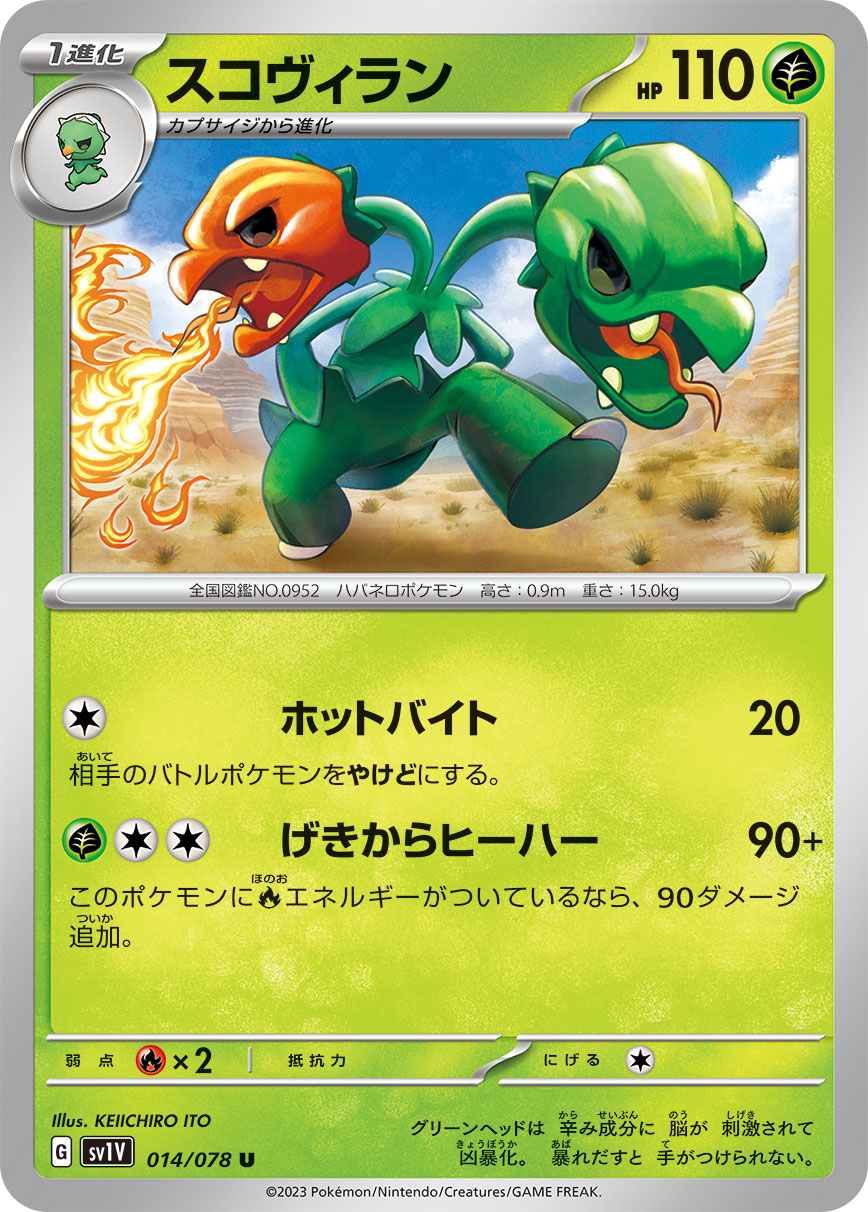 1進化
スコヴィラン
HP 110
カプサイジから進化
全国図鑑NO.0952 ハバネロポケモン 高さ:0.9m 重さ:15.0kg
ホットバイト 20
相手のバトルポケモンをやけどにする。
げきからヒーハー 90+
このポケモンにエネルギーがついているなら、90ダメージ
追加。
弱点 ×2 抵抗力 にげる
Illus. KEIICHIRO ITO
グリーンヘッドは 辛み成分に 脳が 刺激されて
凶暴化。 暴れだすと 手がつけられない。
G sv1V 014/078 U
©2023 Pokémon/Nintendo/Creatures/GAME FREAK.